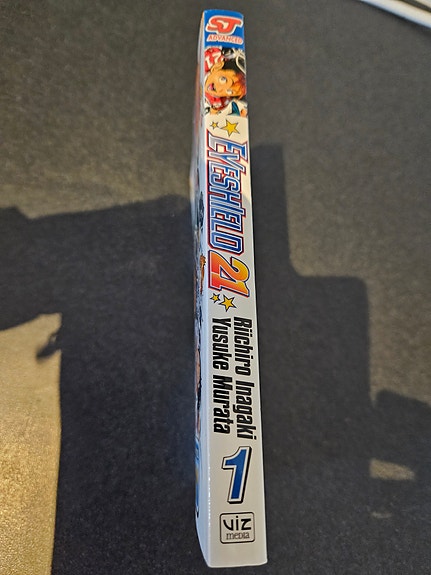 SJ
ADVANCED
EYESHIELD 21
Riichiro Inagaki
Yusuke Murata
1
VIZ
media